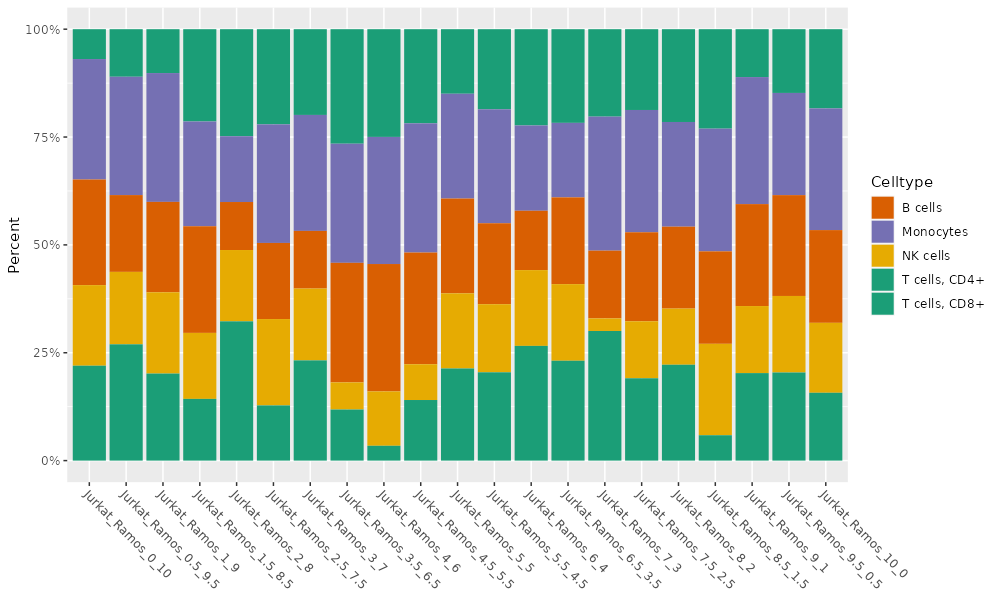 100%
75%
50%
25%
0%
Percent
Jurkat_Ramos_0_10
Jurkat_Ramos_0.5_9.5
Jurkat_Ramos_1_9
Jurkat_Ramos_1.5_8.5
Jurkat_Ramos_2_8
Jurkat_Ramos_2.5_7.5
Jurkat_Ramos_3_7
Jurkat_Ramos_3.5_6.5
Jurkat_Ramos_4_6
Jurkat_Ramos_4.5_5.5
Jurkat_Ramos_5_5
Jurkat_Ramos_5.5_4.5
Jurkat_Ramos_6_4
Jurkat_Ramos_6.5_3.5
Jurkat_Ramos_7_3
Jurkat_Ramos_7.5_2.5
Jurkat_Ramos_8_2
Jurkat_Ramos_8.5_1.5
Jurkat_Ramos_9_1
Jurkat_Ramos_9.5_0.5
Jurkat_Ramos_10_0
Celltype
B cells
Monocytes
NK cells
T cells, CD4+
T cells, CD8+